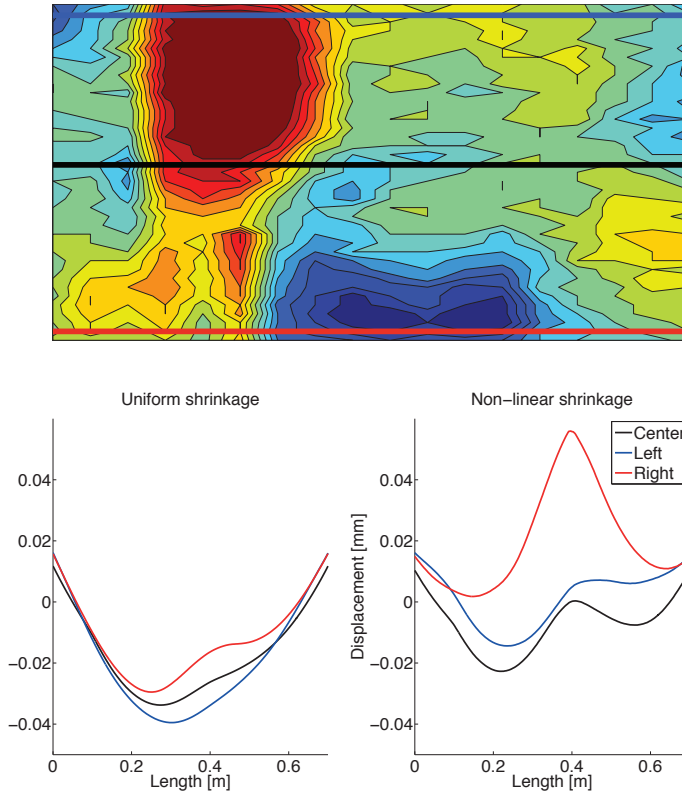 Uniform shrinkage
0.04
0.02
0
−0.02
−0.04
0
0.2
0.4
0.6
Length [m]
Non−linear shrinkage
Center
Left
Right
Displacement [mm]
0.04
0.02
0
−0.02
−0.04
0
0.2
0.4
0.6
Length [m]